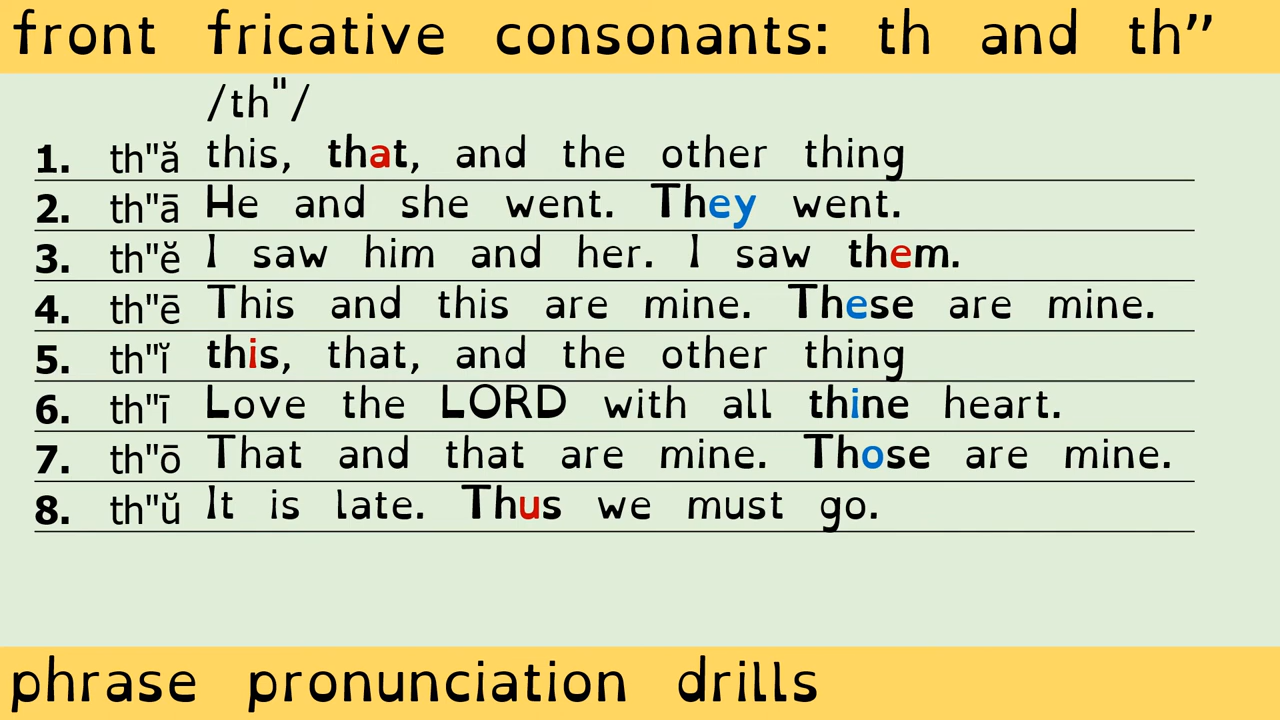 front fricative consonants: th and th”
/th"/
1. th"ă this, that, and the other thing
2. th"ā He and she went. They went.
3. th"ĕ I saw him and her. I saw them.
4. th"ē This and this are mine. These are mine.
5. th"ĭ this, that, and the other thing
6. th"ī Love the LORD with all thine heart.
7. th"ō That and that are mine. Those are mine.
8. th"ŭ It is late. Thus we must go.
phrase pronunciation drills